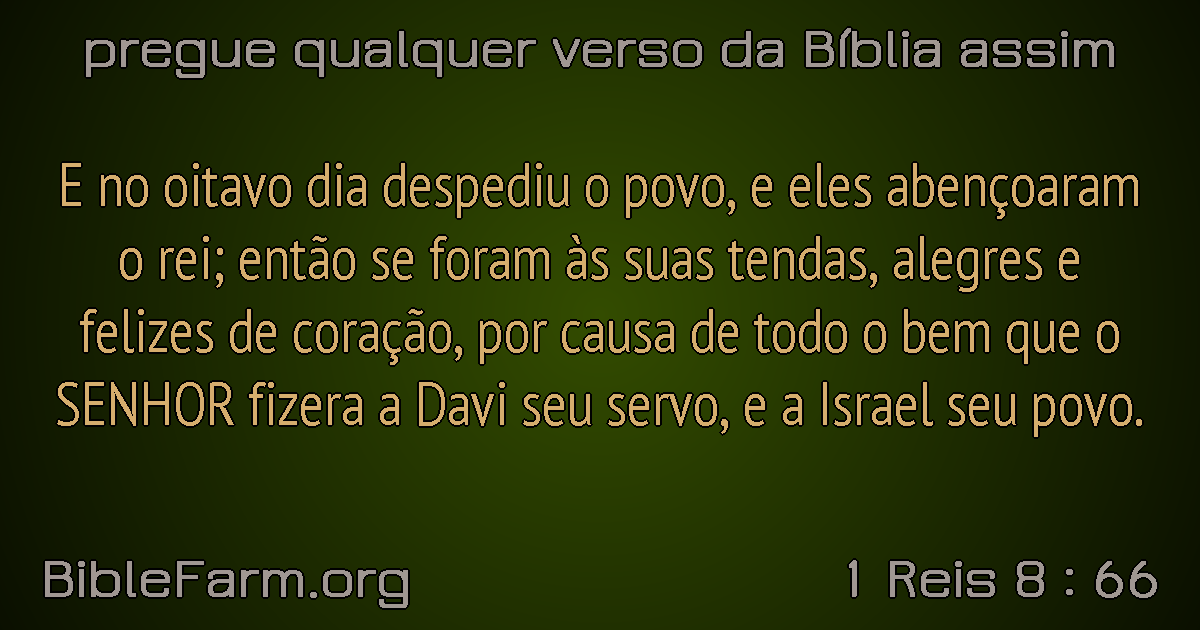 pregue qualquer verso da Bíblia assim
E no oitavo dia despediu o povo, e eles abençoaram
o rei; então se foram às suas tendas, alegres e
felizes de coração, por causa de todo o bem que o
SENHOR fizera a Davi seu servo, e a Israel seu povo.
BibleFarm.org
1 Reis 8 : 66